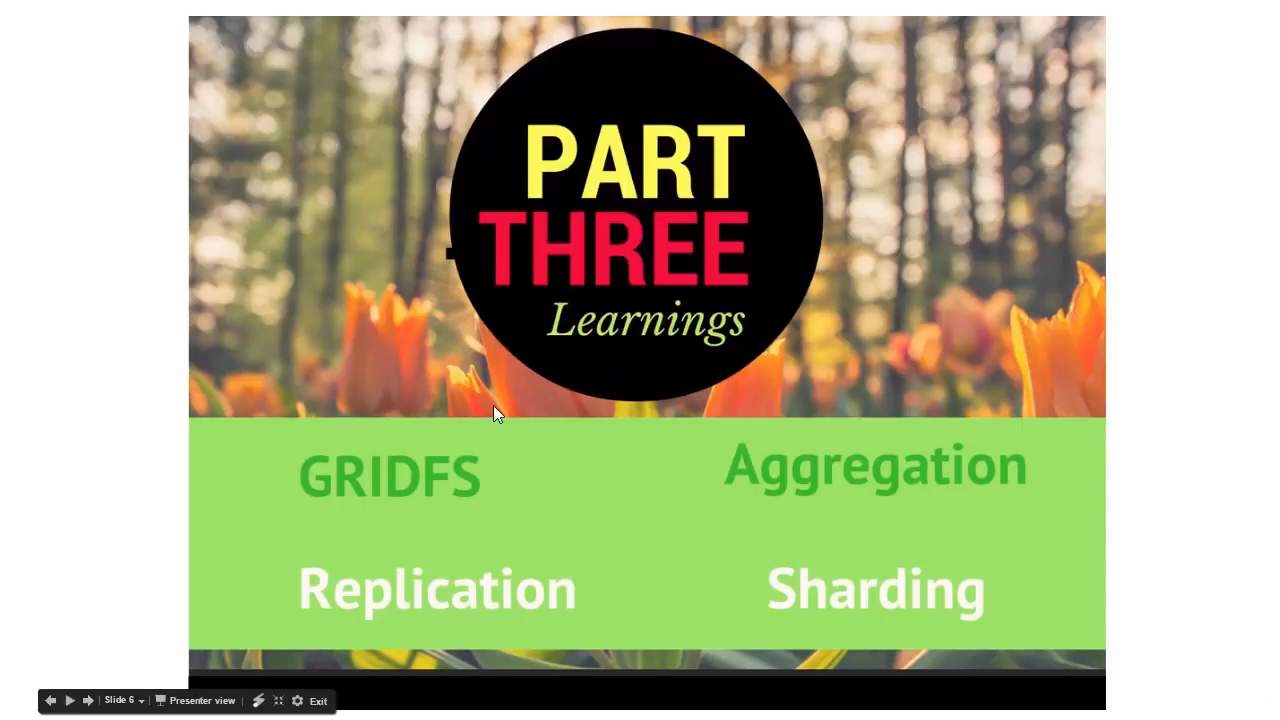 PART
THREE
Learnings
GRIDFS
Aggregation
Replication
Sharding
Slide 6
Presenter view
Exit